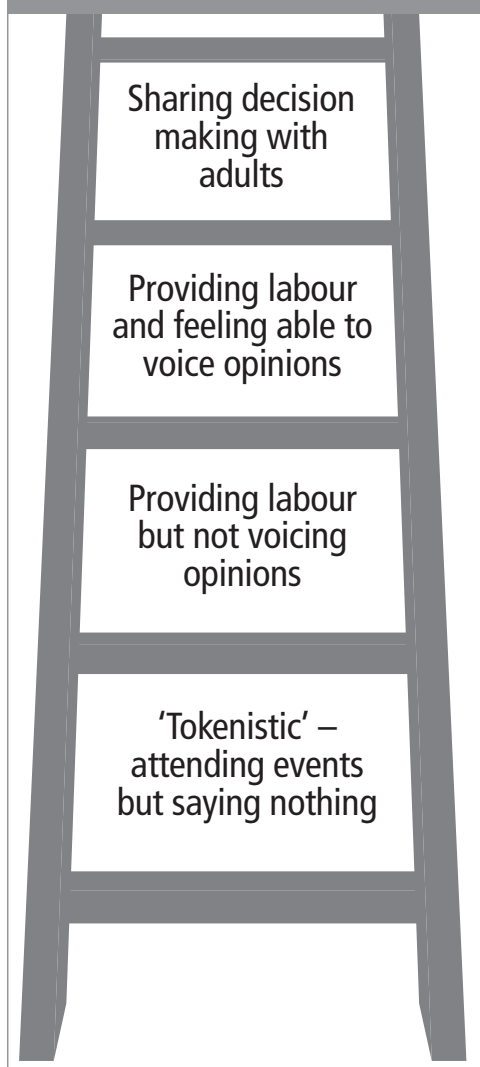 Sharing decision
making with
adults
Providing labour
and feeling able to
voice opinions
Providing labour
but not voicing
opinions
‘Tokenistic’ –
attending events
but saying nothing